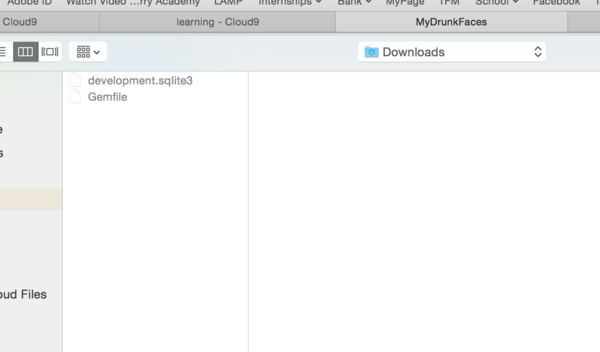 Adobe ID Watch Video ...rry Academy LAMP Internships Bank MyPage TFM School Facebook
Cloud9 learning - Cloud9 MyDrunkFaces
Downloads
development.sqlite3
Gemfile
oud Files